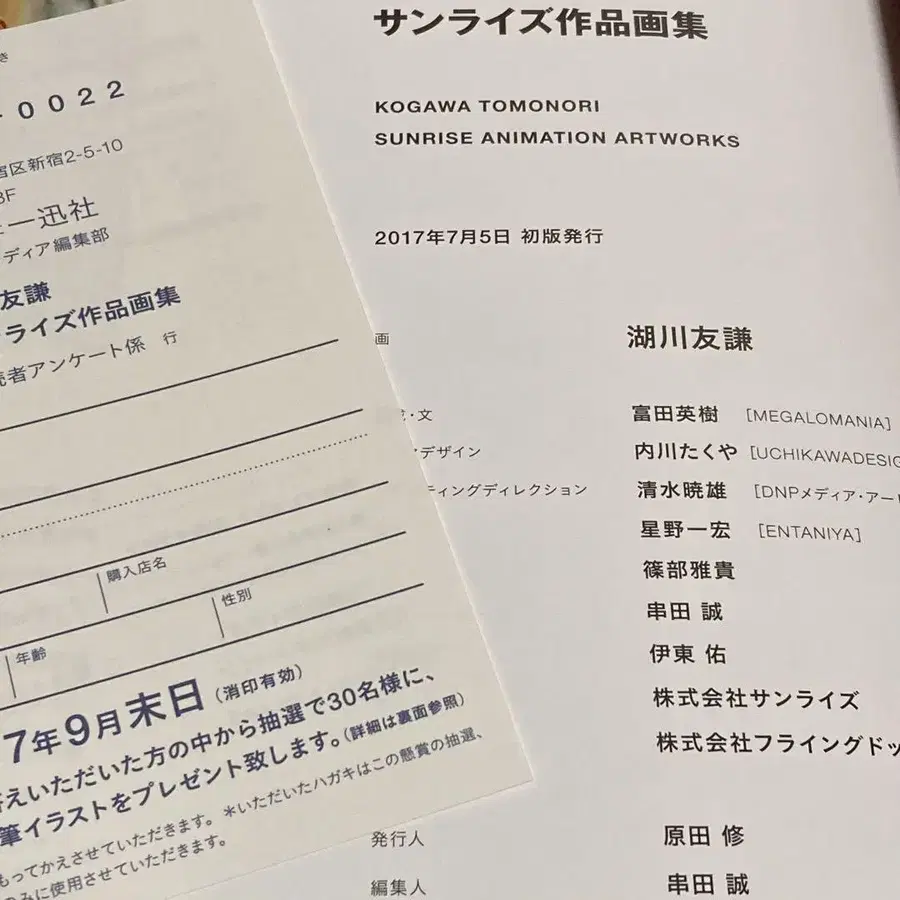 き
0022
宿区新宿2-5-10
8F
一迅社
ディア編集部
友謙
ライズ作品画集
読者アンケート係 行
購入店名
年齢
性別
7年9月末日(消印有効)
答えいただいた方の中から抽選で30名様に、
筆イラストをプレゼント致します。(詳細は裏面参照)
もってかえさせていただきます。*いただいたハガキはこの懸賞の抽選、
のみに使用させていただきます。
サンライズ作品画集
KOGAWA TOMONORI
SUNRISE ANIMATION ARTWORKS
2017年7月5日 初版発行
画 湖川友謙
・文 富田英樹 [MEGALOMANIA]
デザイン 内川たくや [UCHIKAWADESIG
ティングディレクション 清水暁雄 [DNPメディア・アー
星野一宏 [ENTANIYA]
篠部雅貴
串田 誠
伊東 佑
株式会社サンライズ
株式会社フライングドッ
発行人 原田 修
編集人 串田 誠